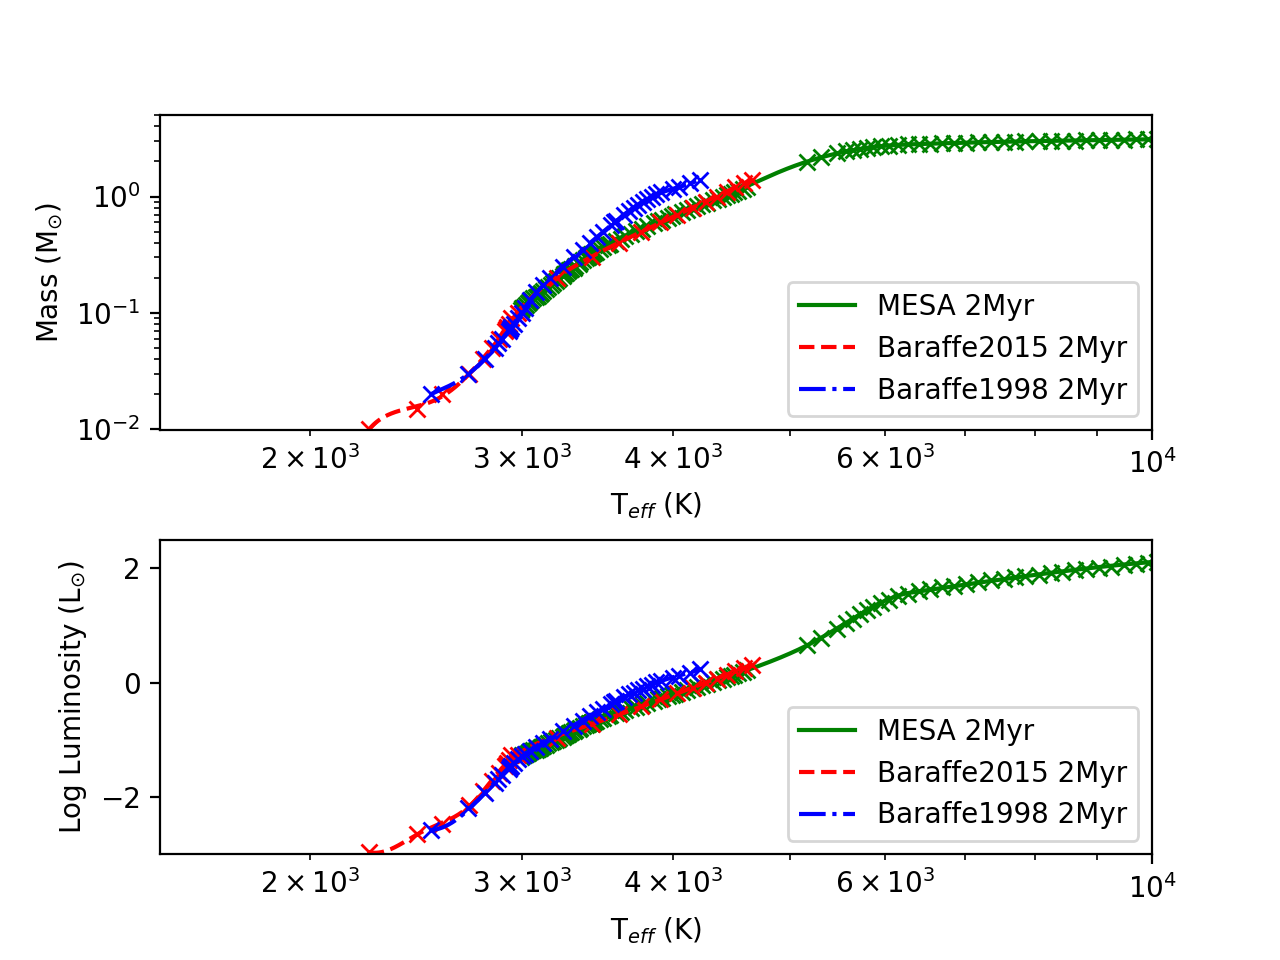 10⁰
10⁻¹
10⁻²
Mass (M⊙)
MESA 2Myr
Baraffe2015 2Myr
Baraffe1998 2Myr
2×10³ 3×10³ 4×10³ 6×10³ 10⁴
T_eff (K)
2
0
−2
Log Luminosity (L⊙)
MESA 2Myr
Baraffe2015 2Myr
Baraffe1998 2Myr
2×10³ 3×10³ 4×10³ 6×10³ 10⁴
T_eff (K)